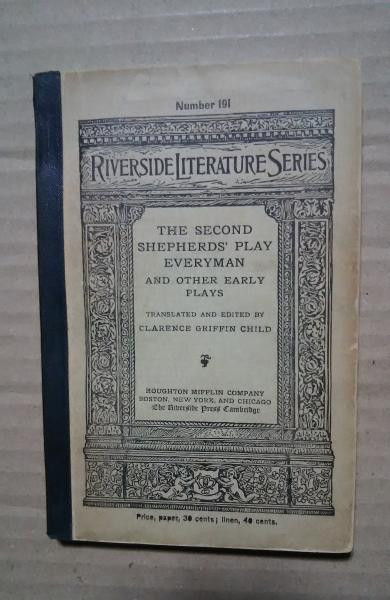 Number 191
RIVERSIDE LITERATURE SERIES
THE SECOND
SHEPHERDS' PLAY
EVERYMAN
AND OTHER EARLY
PLAYS
TRANSLATED AND EDITED BY
CLARENCE GRIFFIN CHILD
HOUGHTON MIFFLIN COMPANY
BOSTON, NEW YORK, AND CHICAGO
The Riverside Press Cambridge
Price, paper, 30 cents; linen, 40 cents.